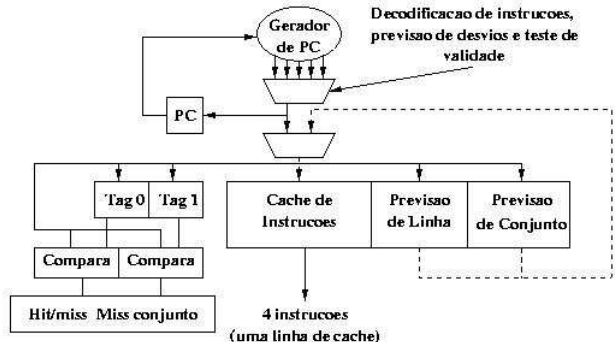 Gerador
de PC
Decodificacao de instrucoes,
previsao de desvios e teste de
validade
PC
Tag 0
Tag 1
Cache de
Instrucoes
Previsao
de Linha
Previsao
de Conjunto
Compara
Compara
Hit/miss Miss conjunto
4 instrucoes
(uma linha de cache)